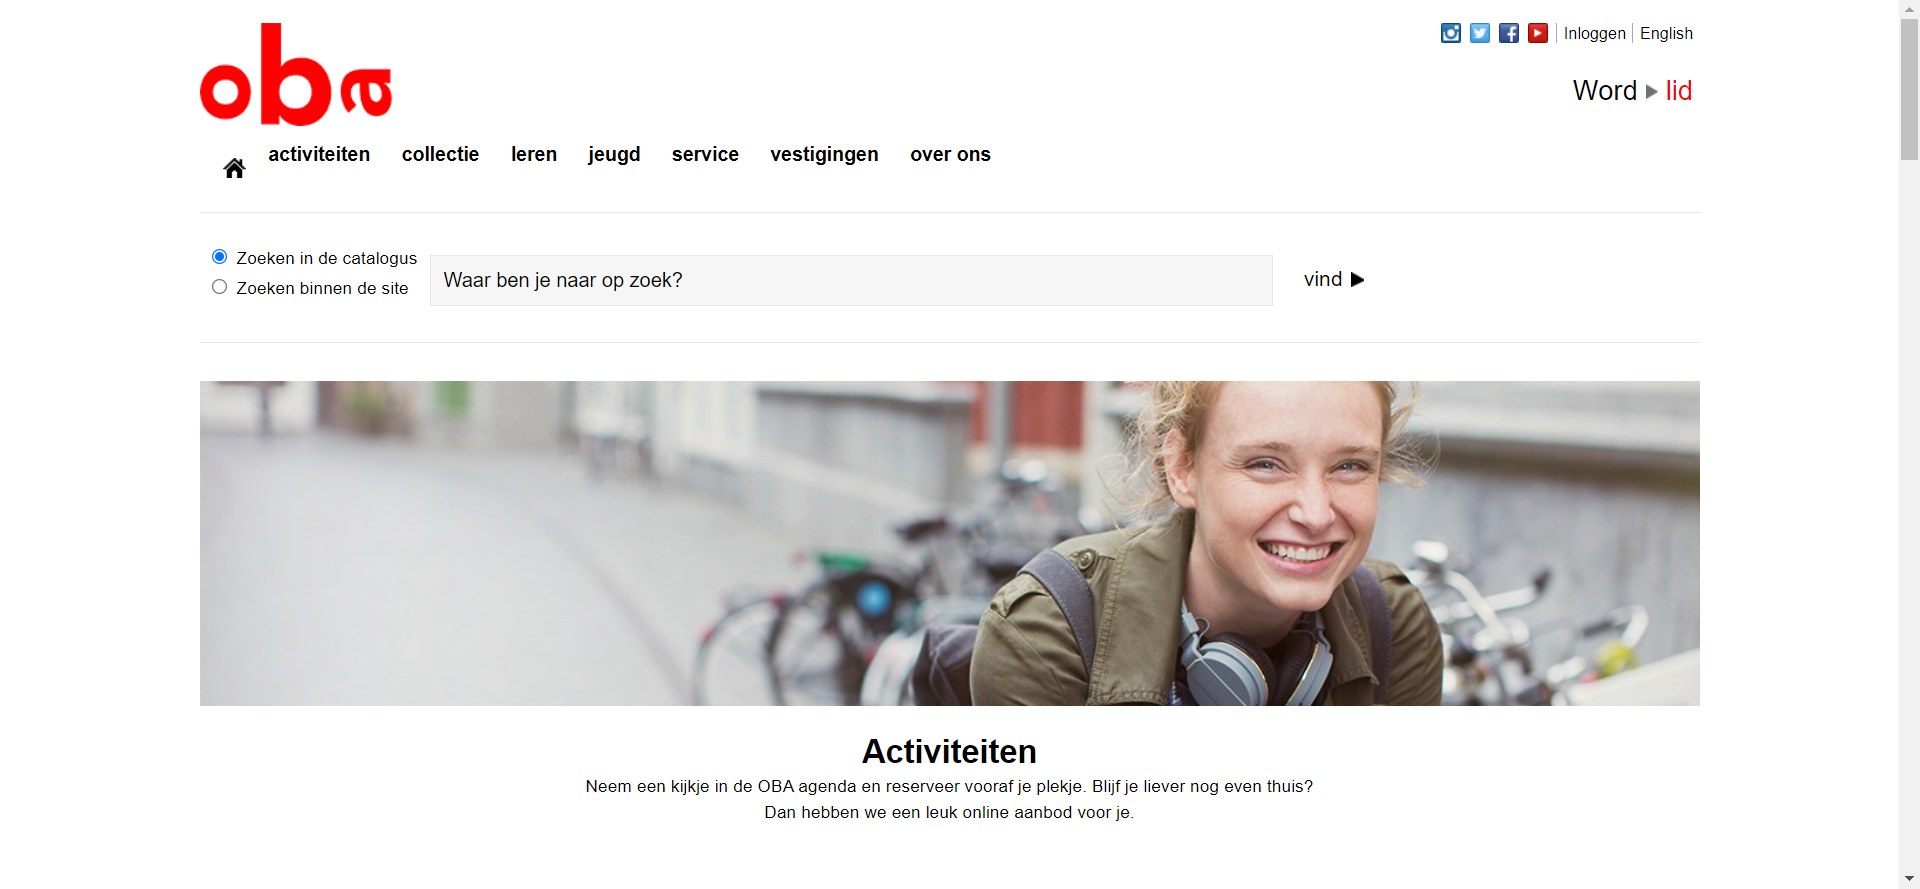 oba
Inloggen
English
Word lid
activiteiten
collectie
leren
jeugd
service
vestigingen
over ons
Zoeken in de catalogus
Zoeken binnen de site
Waar ben je naar op zoek?
vind
Activiteiten
Neem een kijkje in de OBA agenda en reserveer vooraf je plekje. Blijf je liever nog even thuis?
Dan hebben we een leuk online aanbod voor je.